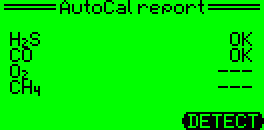 AutoCal report
H₂S OK
CO OK
O₂ ---
CH₄ ---
DETECT